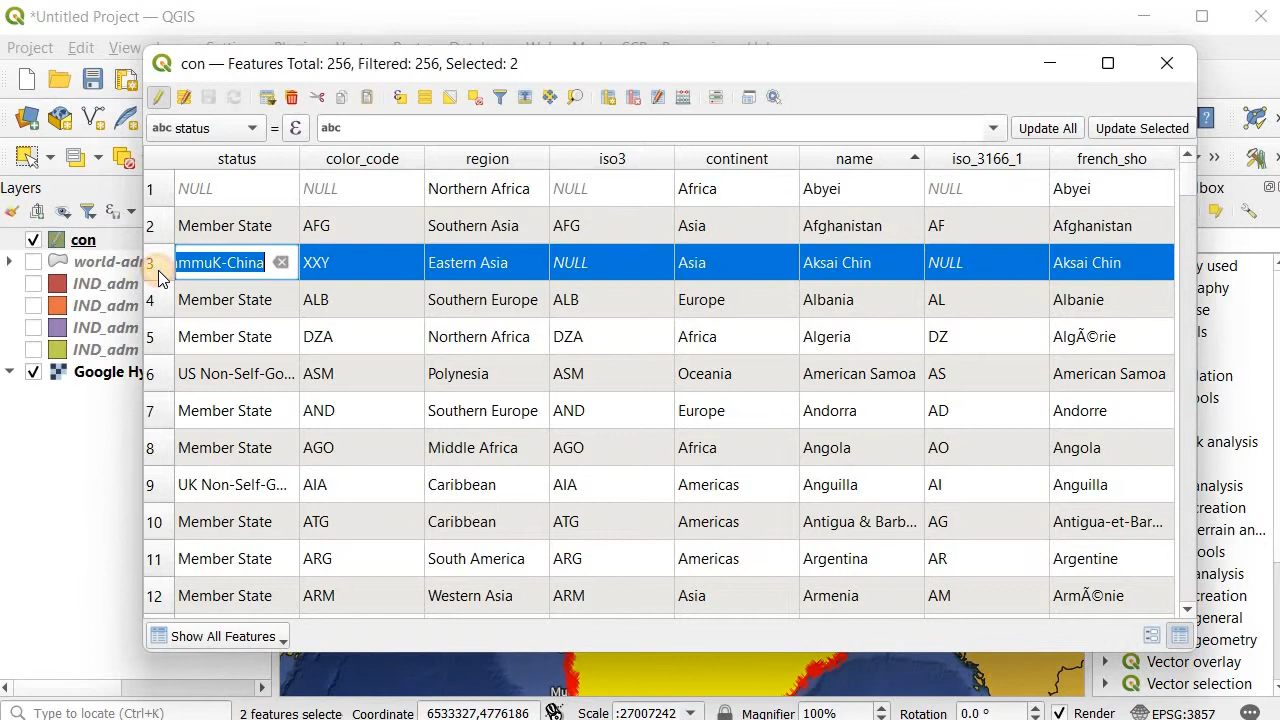 *Untitled Project — QGIS
Project Edit View
con — Features Total: 256, Filtered: 256, Selected: 2
abc status = ε abc Update All Update Selected
status color_code region iso3 continent name iso_3166_1 french_sho
1 NULL NULL Northern Africa NULL Africa Abyei NULL Abyei
2 Member State AFG Southern Asia AFG Asia Afghanistan AF Afghanistan
3 ammuK-China XXY Eastern Asia NULL Asia Aksai Chin NULL Aksai Chin
4 Member State ALB Southern Europe ALB Europe Albania AL Albanie
5 Member State DZA Northern Africa DZA Africa Algeria DZ AlgÃ©rie
6 US Non-Self-Go... ASM Polynesia ASM Oceania American Samoa AS American Samoa
7 Member State AND Southern Europe AND Europe Andorra AD Andorre
8 Member State AGO Middle Africa AGO Africa Angola AO Angola
9 UK Non-Self-G... AIA Caribbean AIA Americas Anguilla AI Anguilla
10 Member State ATG Caribbean ATG Americas Antigua & Barb... AG Antigua-et-Bar...
11 Member State ARG South America ARG Americas Argentina AR Argentine
12 Member State ARM Western Asia ARM Asia Armenia AM ArmÃ©nie
Show All Features
Layers
con
world-adm
IND_adm
IND_adm
IND_adm
IND_adm
Google Hy
box
y used
raphy
e
ls
lation
ols
rk analysis
analysis
creation
errain an...
tools
analysis
creation
general
geometry
Vector overlay
Vector selection
Mu
Type to locate (Ctrl+K) 2 features selecte Coordinate 6533327,4776186 Scale :27007242 Magnifier 100% Rotation 0.0 ° Render EPSG:3857